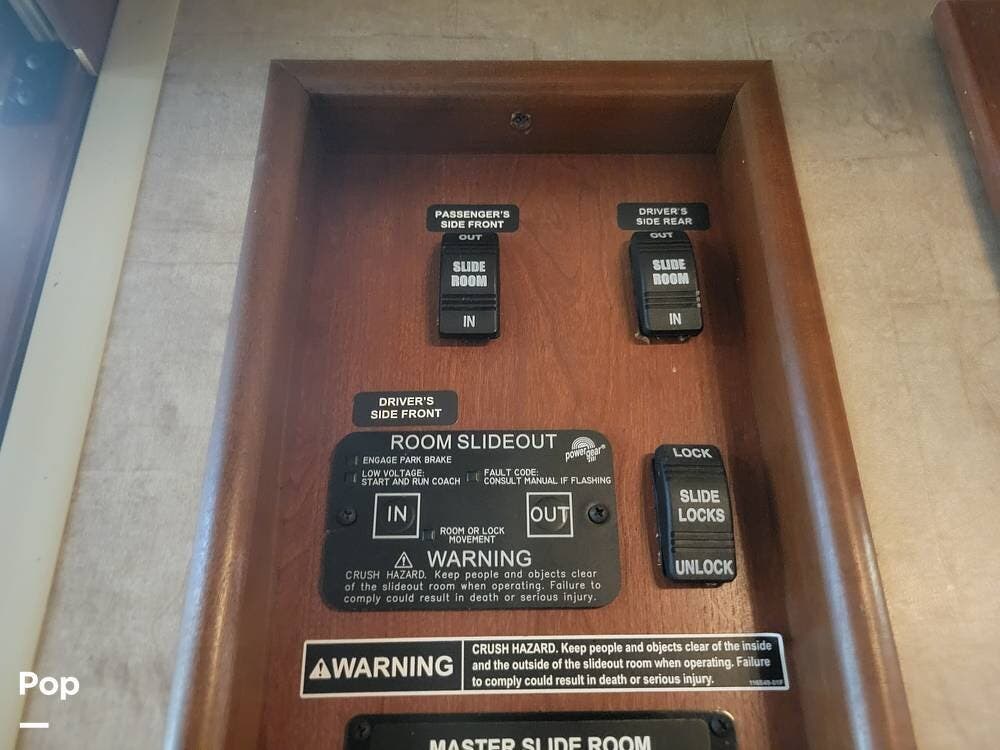 PASSENGER'S
SIDE FRONT
OUT
SLIDE
ROOM
IN
DRIVER'S
SIDE REAR
OUT
SLIDE
ROOM
IN
DRIVER'S
SIDE FRONT
ROOM SLIDEOUT
powergear
ENGAGE PARK BRAKE
LOW VOLTAGE:
START AND RUN COACH
FAULT CODE:
CONSULT MANUAL IF FLASHING
IN
OUT
ROOM OR LOCK
MOVEMENT
WARNING
CRUSH HAZARD. Keep people and objects clear
of the slideout room when operating. Failure to
comply could result in death or serious injury.
LOCK
SLIDE
LOCKS
UNLOCK
WARNING
CRUSH HAZARD. Keep people and objects clear of the inside
and the outside of the slideout room when operating. Failure
to comply could result in death or serious injury.
MASTER SLIDE ROOM
Pop